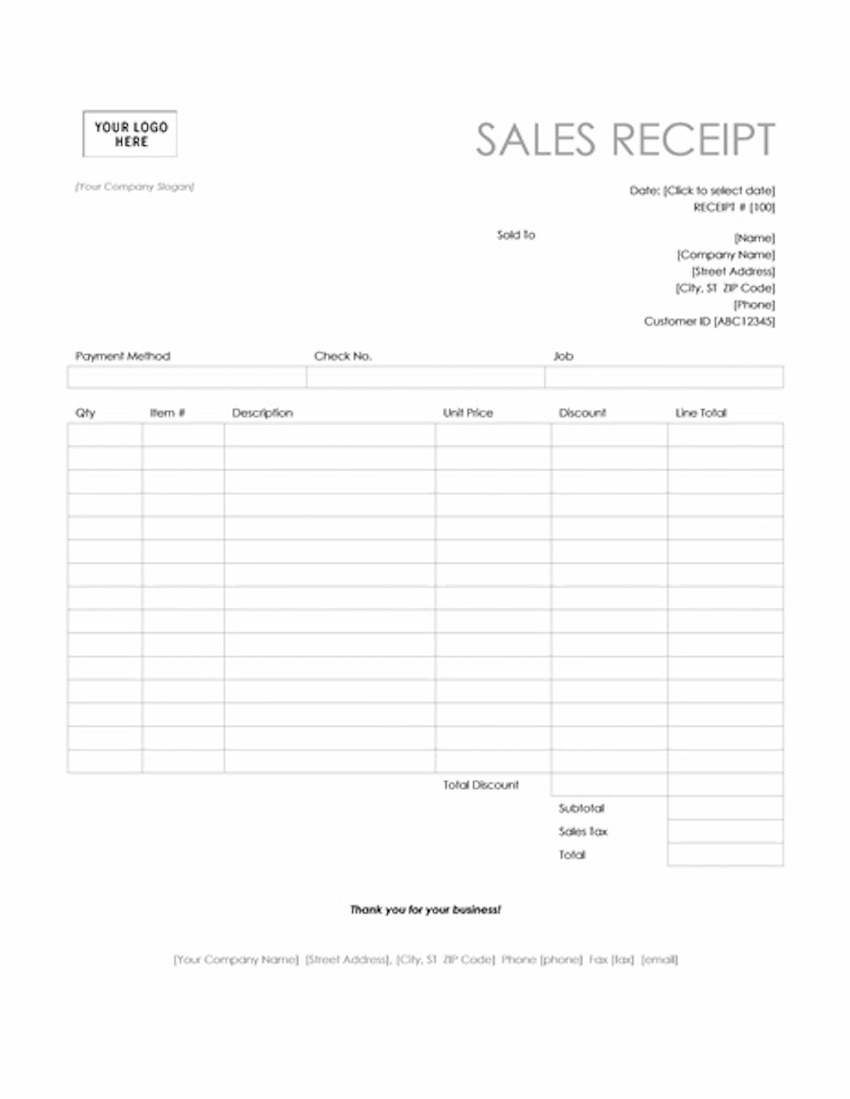 YOUR LOGO
HERE
SALES RECEIPT
[Your Company Slogan]
Date: [Click to select date]
RECEIPT # [100]
Sold To
[Name]
[Company Name]
[Street Address]
[City, ST  ZIP Code]
[Phone]
Customer ID [ABC12345]
Payment Method Check No. Job
Qty Item # Description Unit Price Discount Line Total
Total Discount
Subtotal
Sales Tax
Total
Thank you for your business!
[Your Company Name]  [Street Address], [City, ST  ZIP Code]  Phone [phone]  Fax [fax]  [email]